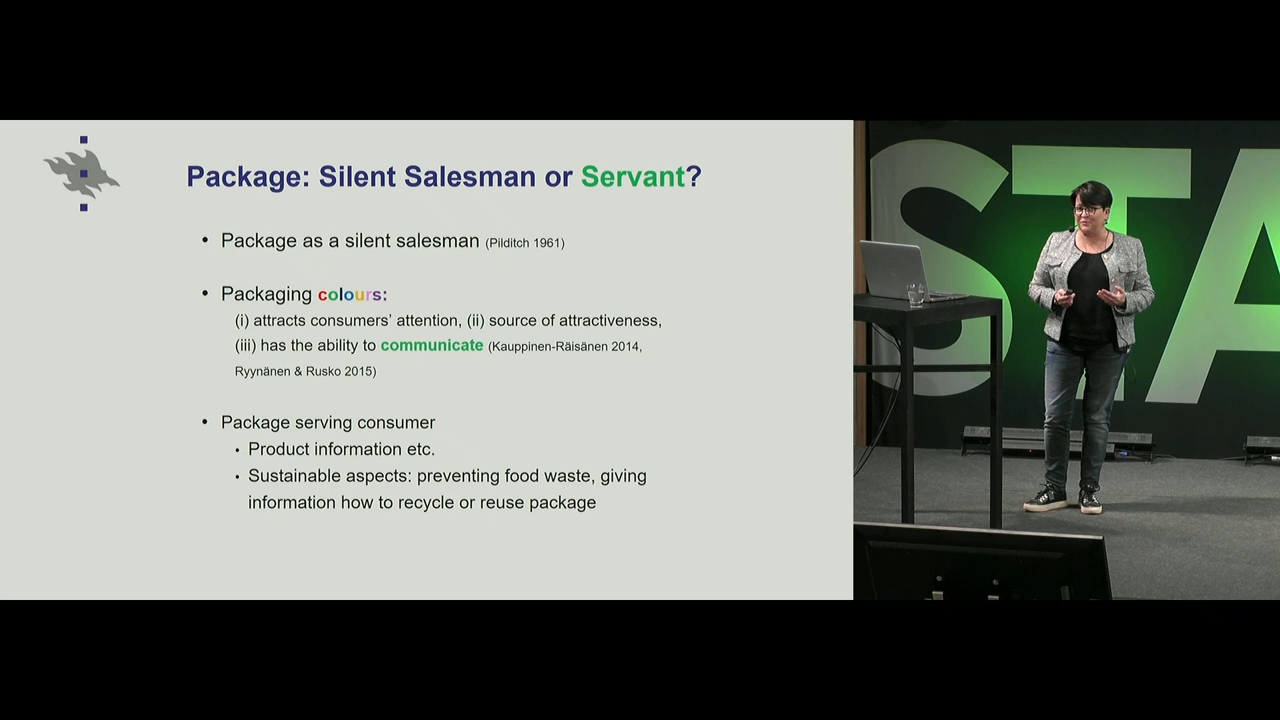 Package: Silent Salesman or Servant?
• Package as a silent salesman (Pilditch 1961)
• Packaging colours:
(i) attracts consumers' attention, (ii) source of attractiveness,
(iii) has the ability to communicate (Kauppinen-Räisänen 2014,
Ryynänen & Rusko 2015)
• Package serving consumer
• Product information etc.
• Sustainable aspects: preventing food waste, giving
information how to recycle or reuse package
STA